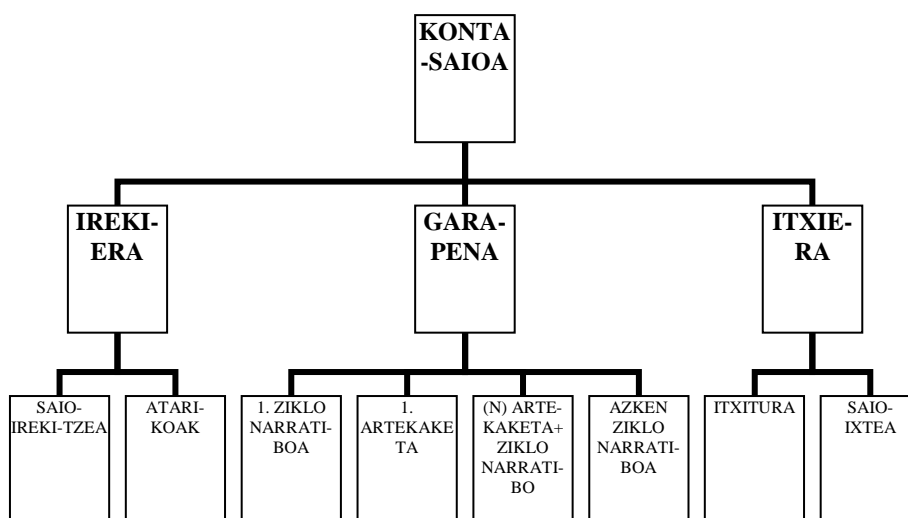 KONTA
-SAIOA
IREKI-
ERA
GARA-
PENA
ITXIE-
RA
SAIO-
IREKI-TZEA
ATARI-
KOAK
1. ZIKLO
NARRATI-
BOA
1.
ARTEKAKE
TA
(N) ARTE-
KAKETA+
ZIKLO
NARRATI-
BO
AZKEN
ZIKLO
NARRATI-
BOA
ITXITURA
SAIO-
IXTEA